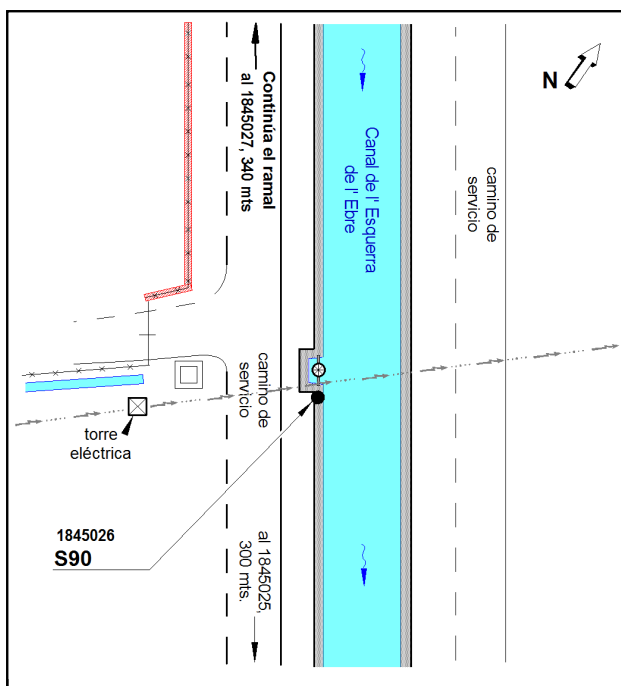 Continúa el ramal
al 1845027, 340 mts
Canal de l' Esquerra
de l' Ebre
N
camino de
servicio
camino de
servicio
torre
eléctrica
1845026
S90
al 1845025,
300 mts.